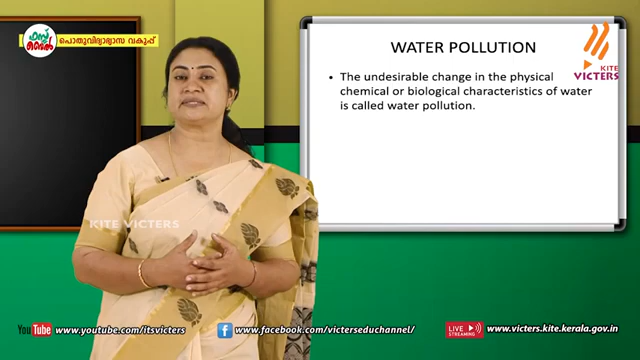 ഫസ്റ്റ്
ബെൽ
പൊതുവിദ്യാഭ്യാസ വകുപ്പ്
KITE
VICTERS
WATER POLLUTION
• The undesirable change in the physical
chemical or biological characteristics of water
is called water pollution.
KITE VICTERS
YouTube www.youtube.com/itsvicters
f www.facebook.com/victerseduchannel/
LIVE
STREAMING
www.victers.kite.kerala.gov.in